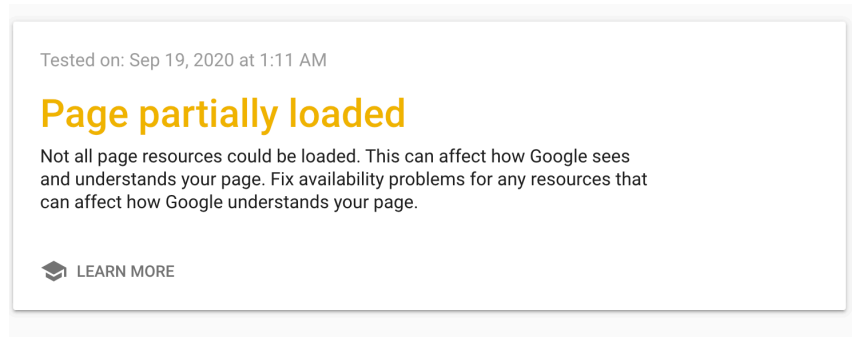 Tested on: Sep 19, 2020 at 1:11 AM
Page partially loaded
Not all page resources could be loaded. This can affect how Google sees
and understands your page. Fix availability problems for any resources that
can affect how Google understands your page.
LEARN MORE